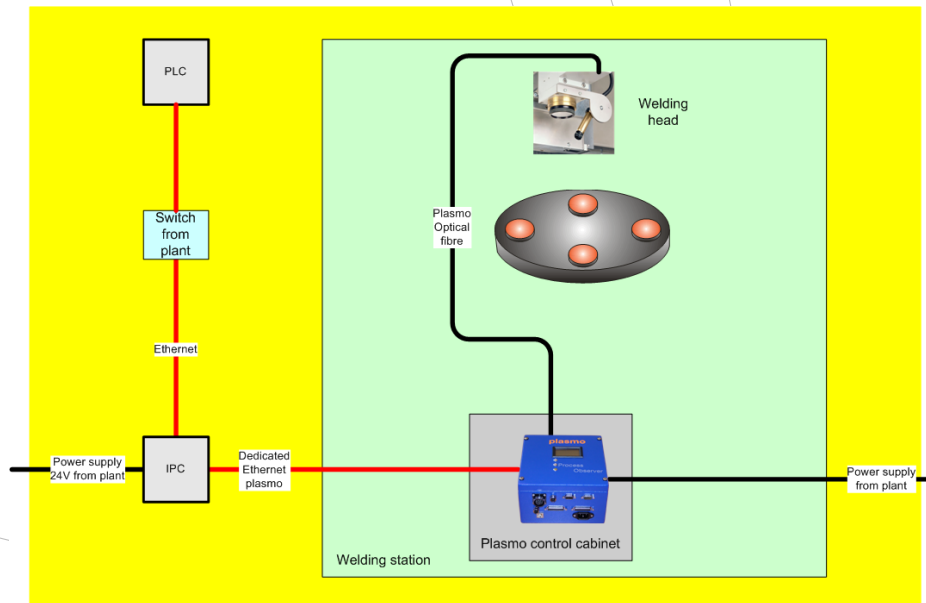 PLC
Welding
head
Switch
from
plant
Plasmo
Optical
fibre
Ethernet
plasmo
Process
Observer
IPC
Power supply
24V from plant
Dedicated
Ethernet
plasmo
Power supply
from plant
Plasmo control cabinet
Welding station